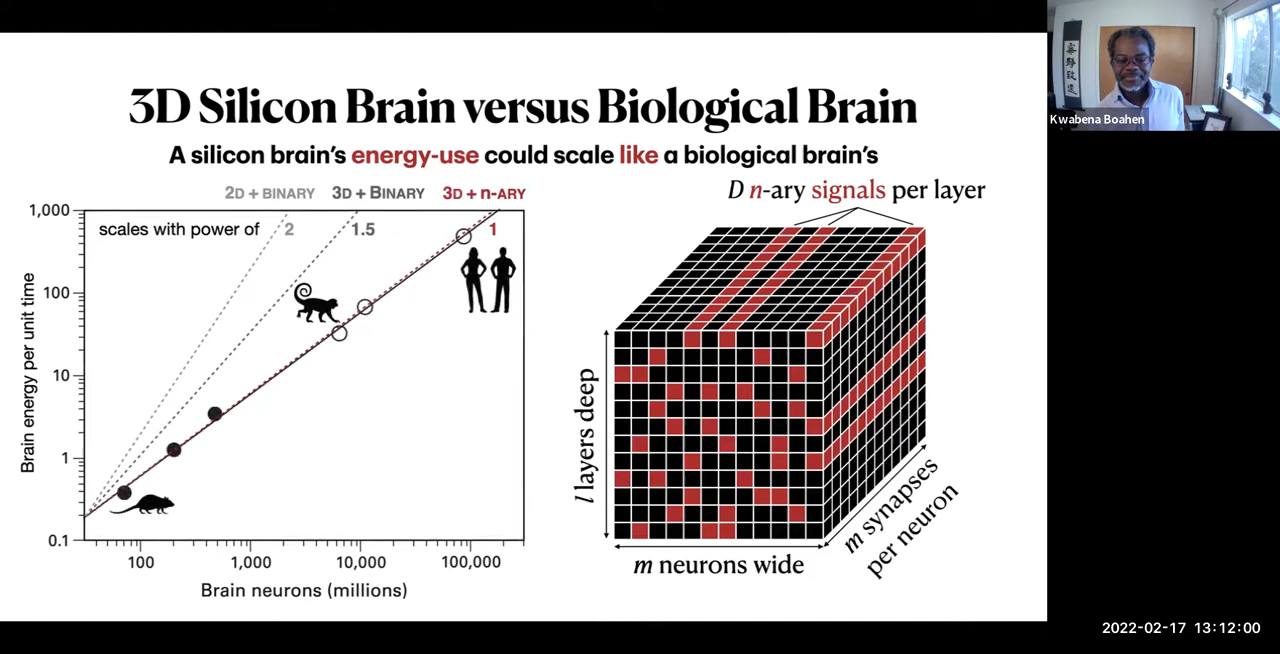 3D Silicon Brain versus Biological Brain
A silicon brain's energy-use could scale like a biological brain's
2D + BINARY 3D + BINARY 3D + n-ARY
scales with power of 2 1.5 1
1,000
100
10
1
0.1
Brain energy per unit time
100 1,000 10,000 100,000
Brain neurons (millions)
D n-ary signals per layer
l layers deep
m neurons wide
m synapses
per neuron
Kwabena Boahen
2022-02-17 13:12:00